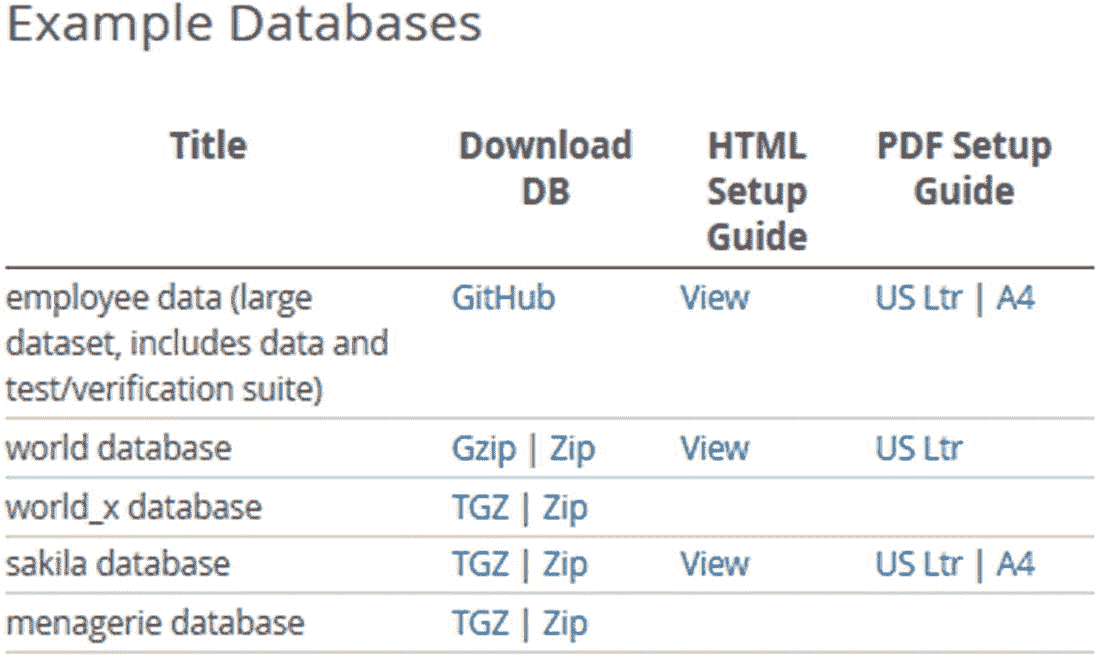 Example Databases
Title Download DB HTML Setup Guide PDF Setup Guide
employee data (large dataset, includes data and test/verification suite) GitHub View US Ltr | A4
world database Gzip | Zip View US Ltr
world_x database TGZ | Zip
sakila database TGZ | Zip View US Ltr | A4
menagerie database TGZ | Zip